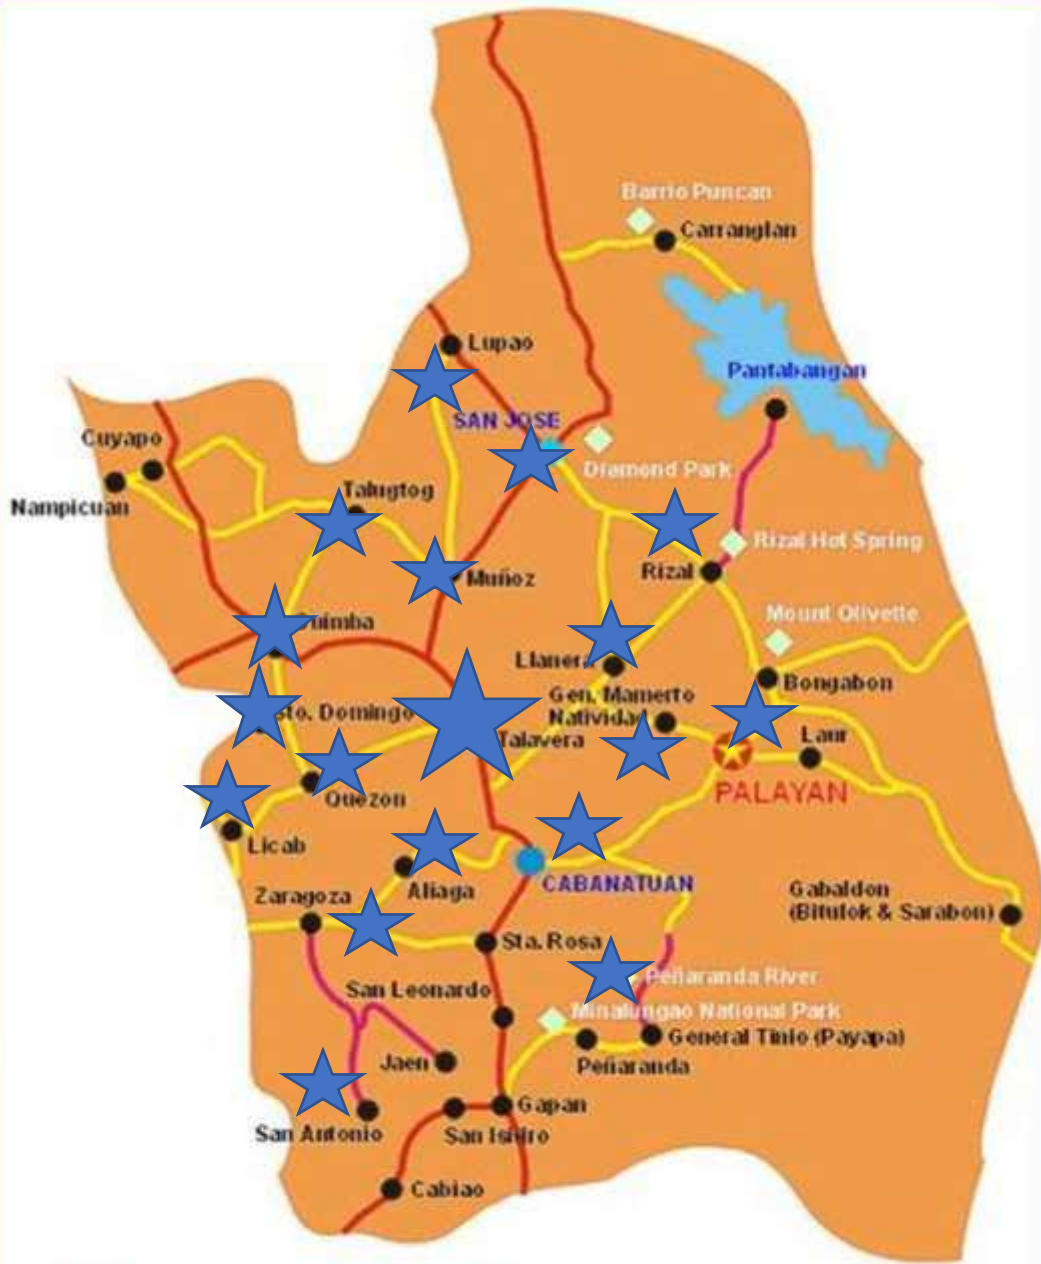 Barrio Puncan
Carranglan
Lupao
Pantabangan
SAN JOSE
Cuyapo
Diamond Park
Talugtog
Nampicuan
Rizal Hot Spring
Rizal
Muñoz
Mount Olivette
Guimba
Llanera
Bongabon
Gen. Mamerto
Natividad
Sto. Domingo
Talavera
Laur
PALAYAN
Quezon
Licab
CABANATUAN
Aliaga
Gabaldon
(Bitulok & Sarabon)
Zaragoza
Sta. Rosa
Peñaranda River
San Leonardo
Minalungao National Park
General Tinio (Payapa)
Jaen
Peñaranda
Gapan
San Antonio
San Isidro
Cabiao